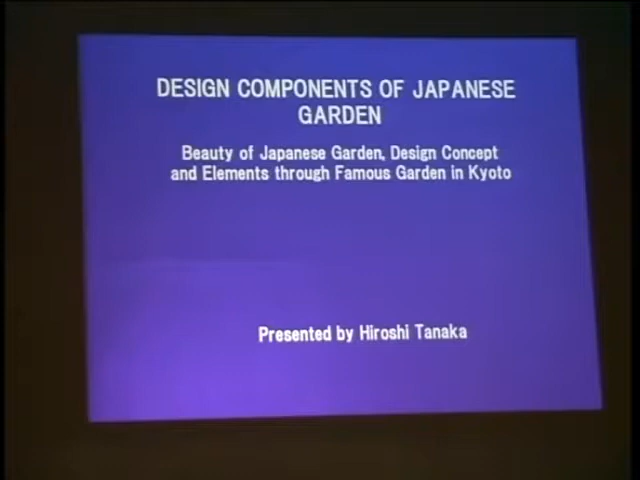 DESIGN COMPONENTS OF JAPANESE
GARDEN
Beauty of Japanese Garden, Design Concept
and Elements through Famous Garden in Kyoto
Presented by Hiroshi Tanaka